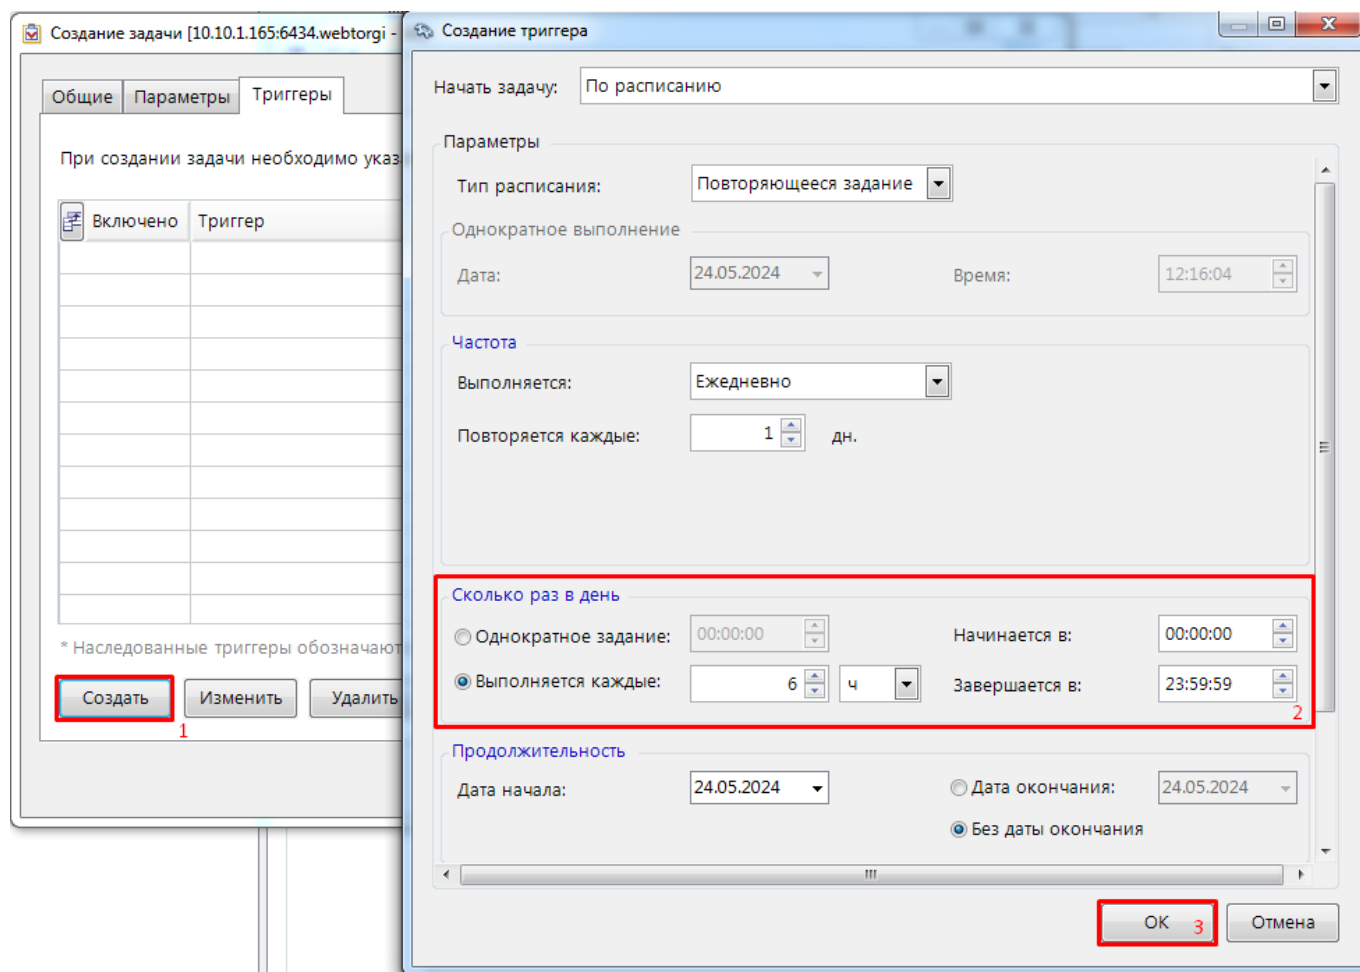 Создание задачи [10.10.1.165:6434.webtorgi -
Общие
Параметры
Триггеры
При создании задачи необходимо указ
Включено
Триггер
* Наследованные триггеры обозначают
Создать
Изменить
Удалить
1
Создание триггера
Начать задачу:
По расписанию
Параметры
Тип расписания:
Повторяющееся задание
Однократное выполнение
Дата:
24.05.2024
Время:
12:16:04
Частота
Выполняется:
Ежедневно
Повторяется каждые:
1
дн.
Сколько раз в день
Однократное задание:
00:00:00
Начинается в:
00:00:00
Выполняется каждые:
6
ч
Завершается в:
23:59:59
2
Продолжительность
Дата начала:
24.05.2024
Дата окончания:
24.05.2024
Без даты окончания
ОК
3
Отмена